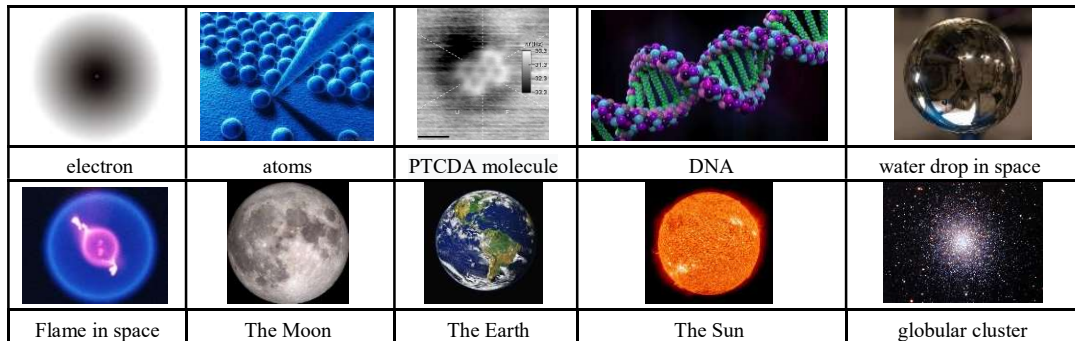 electron
atoms
PTCDA molecule
DNA
water drop in space
Flame in space
The Moon
The Earth
The Sun
globular cluster